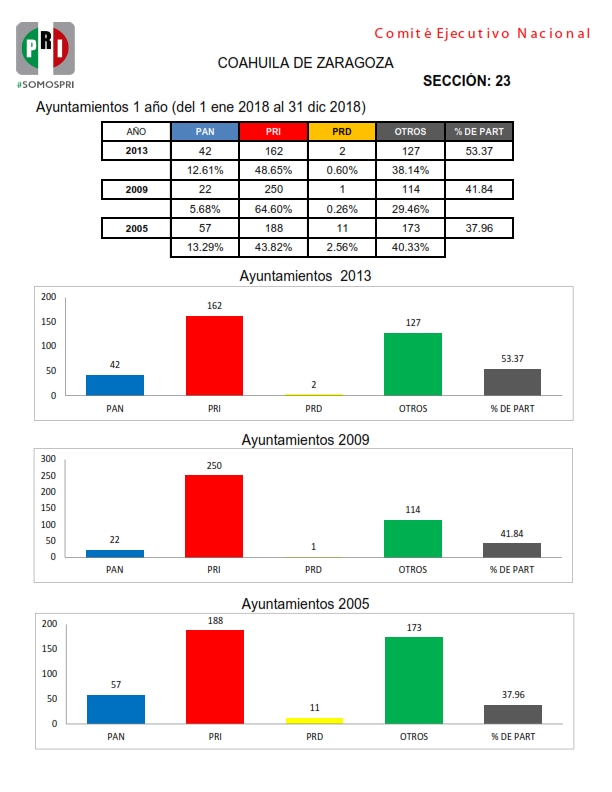 Comité Ejecutivo Nacional
PRI
#SOMOSPRI
COAHUILA DE ZARAGOZA
SECCIÓN: 23
Ayuntamientos 1 año (del 1 ene 2018 al 31 dic 2018)
AÑO PAN PRI PRD OTROS % DE PART
2013 42 162 2 127 53.37
12.61% 48.65% 0.60% 38.14%
2009 22 250 1 114 41.84
5.68% 64.60% 0.26% 29.46%
2005 57 188 11 173 37.96
13.29% 43.82% 2.56% 40.33%
Ayuntamientos 2013
200
150
100
50
0
42 162 2 127 53.37
PAN PRI PRD OTROS % DE PART
Ayuntamientos 2009
300
250
200
150
100
50
0
22 250 1 114 41.84
PAN PRI PRD OTROS % DE PART
Ayuntamientos 2005
200
150
100
50
0
57 188 11 173 37.96
PAN PRI PRD OTROS % DE PART